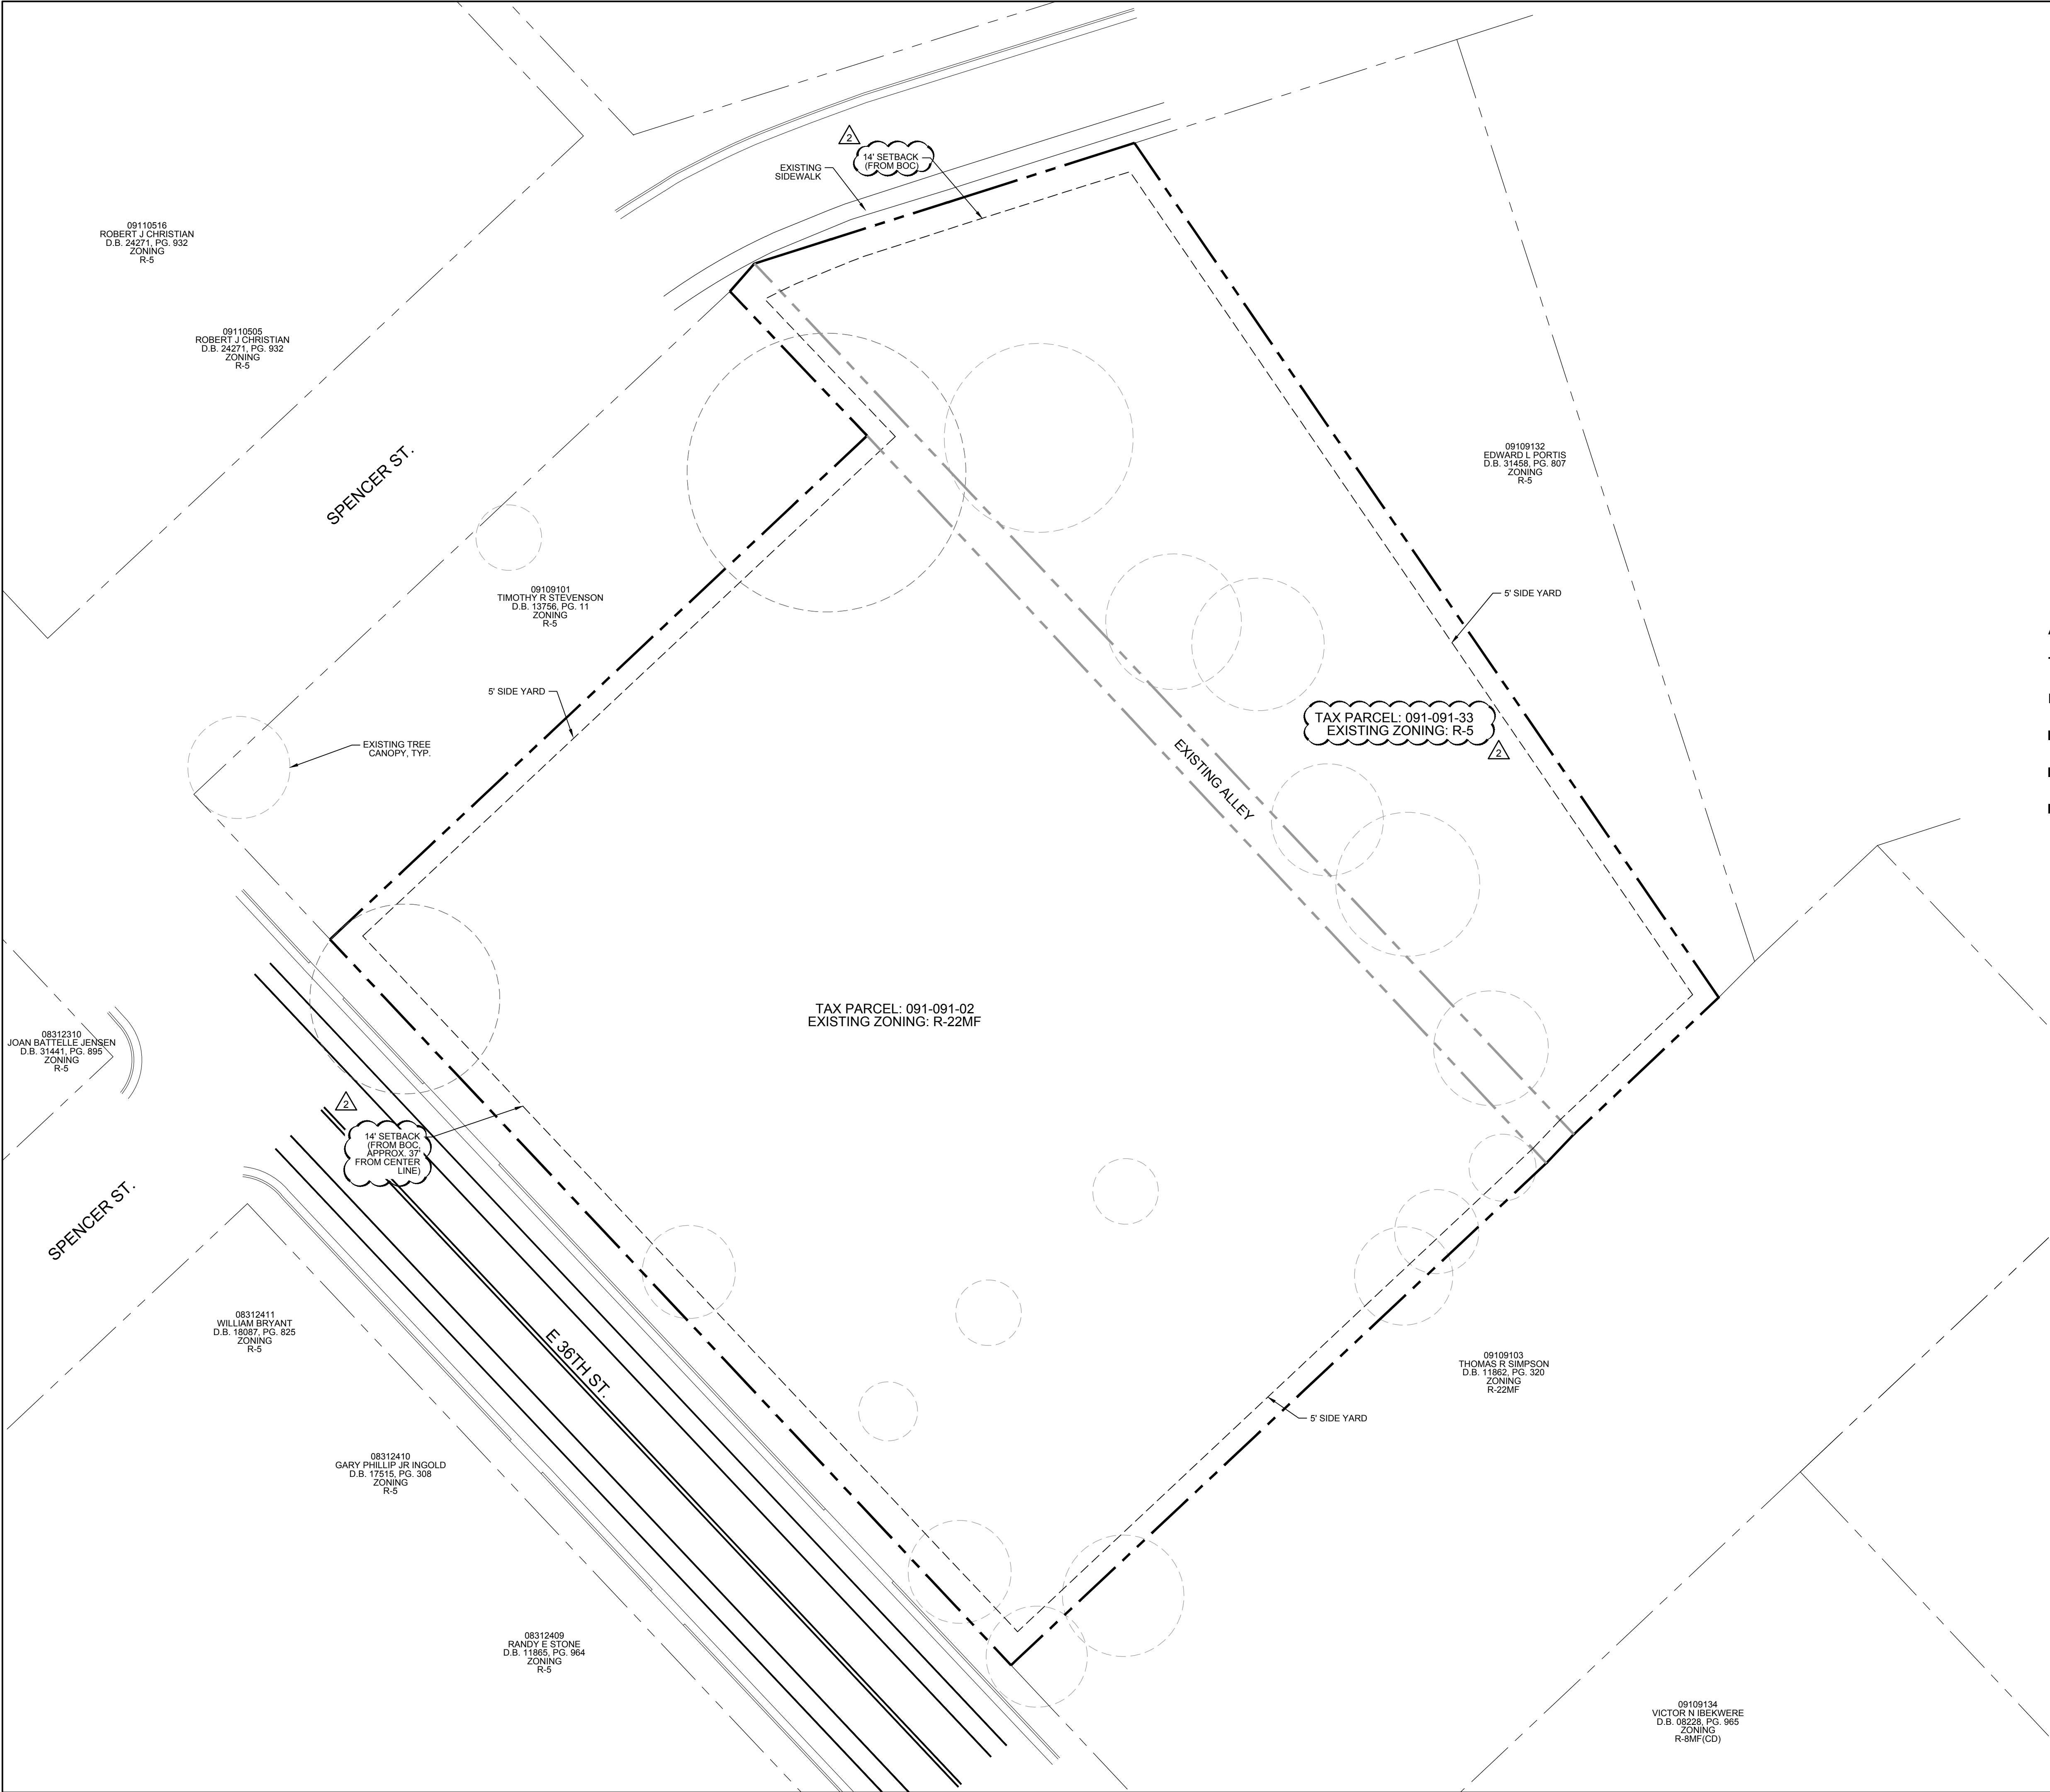 2
14' SETBACK
(FROM BOC)
EXISTING
SIDEWALK
09110516
ROBERT J CHRISTIAN
D.B. 24271, PG. 932
ZONING
R-5
09110505
ROBERT J CHRISTIAN
D.B. 24271, PG. 932
ZONING
R-5
SPENCER ST.
09109132
EDWARD L PORTIS
D.B. 31458, PG. 807
ZONING
R-5
09109101
TIMOTHY R STEVENSON
D.B. 13756, PG. 11
ZONING
R-5
5' SIDE YARD
5' SIDE YARD
EXISTING TREE
CANOPY, TYP.
TAX PARCEL: 091-091-33
EXISTING ZONING: R-5
2
EXISTING ALLEY
TAX PARCEL: 091-091-02
EXISTING ZONING: R-22MF
08312310
JOAN BATTELLE JENSEN
D.B. 31441, PG. 895
ZONING
R-5
2
14' SETBACK
(FROM BOC,
APPROX. 37'
FROM CENTER
LINE)
SPENCER ST.
08312411
WILLIAM BRYANT
D.B. 18087, PG. 825
ZONING
R-5
E 36TH ST.
09109103
THOMAS R SIMPSON
D.B. 11862, PG. 320
ZONING
R-22MF
5' SIDE YARD
08312410
GARY PHILLIP JR INGOLD
D.B. 17515, PG. 308
ZONING
R-5
08312409
RANDY E STONE
D.B. 11865, PG. 964
ZONING
R-5
09109134
VICTOR N IBEKWERE
D.B. 08228, PG. 965
ZONING
R-8MF(CD)